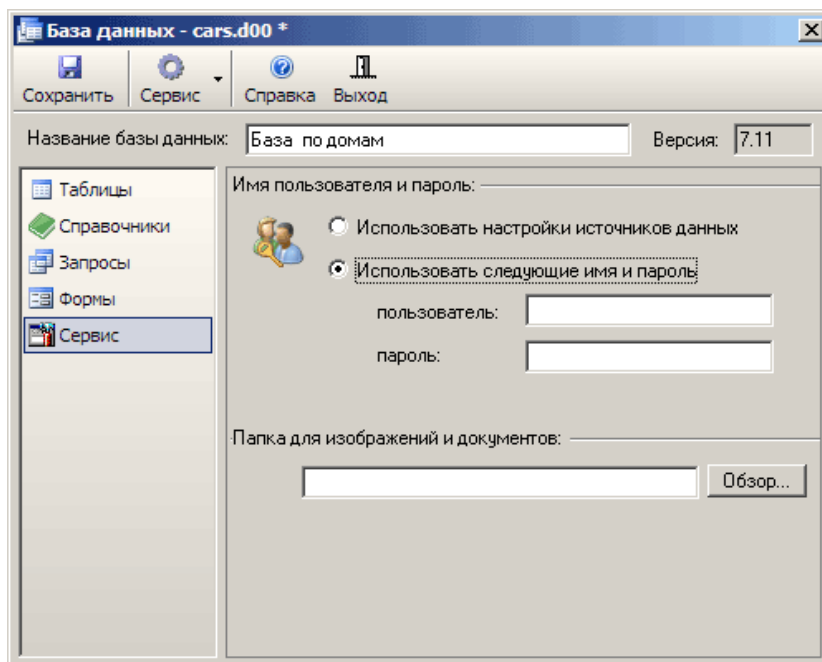 База данных - cars.d00 *
Сохранить Сервис Справка Выход
Название базы данных: База по домам Версия: 7.11
Таблицы
Справочники
Запросы
Формы
Сервис
Имя пользователя и пароль:
Использовать настройки источников данных
Использовать следующие имя и пароль
пользователь:
пароль:
Папка для изображений и документов:
Обзор...